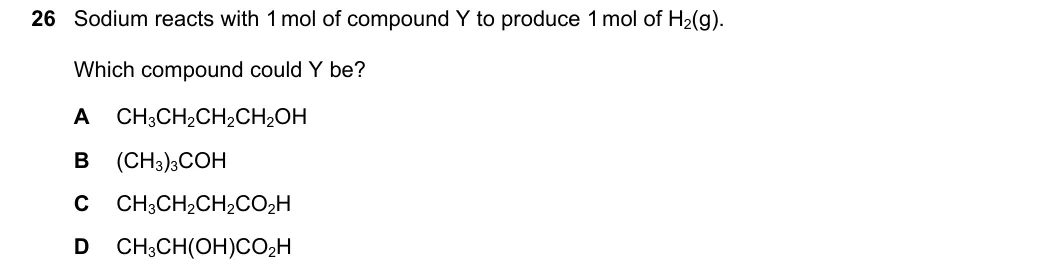 26 Sodium reacts with 1 mol of compound Y to produce 1 mol of H₂(g).
Which compound could Y be?
A CH₃CH₂CH₂CH₂OH
B (CH₃)₃COH
C CH₃CH₂CH₂CO₂H
D CH₃CH(OH)CO₂H